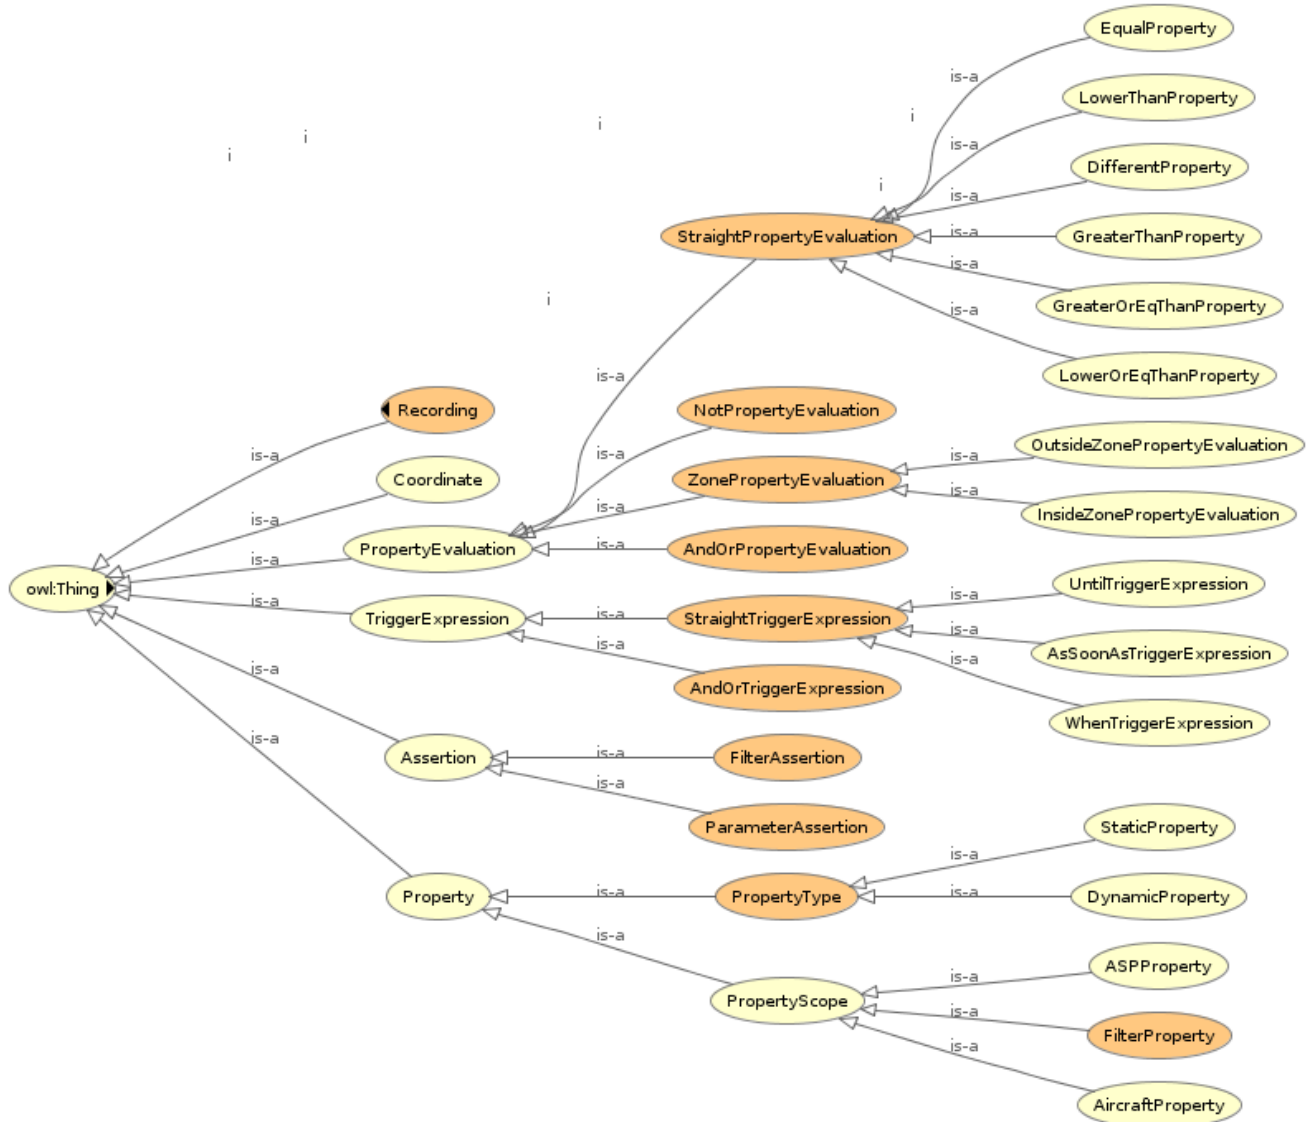 EqualProperty
is-a
LowerThanProperty
i
i
i
i
is-a
DifferentProperty
i
is-a
StraightPropertyEvaluation
is-a
GreaterThanProperty
is-a
i
GreaterOrEqThanProperty
is-a
is-a
LowerOrEqThanProperty
Recording
NotPropertyEvaluation
OutsideZonePropertyEvaluation
is-a
is-a
is-a
Coordinate
ZonePropertyEvaluation
is-a
is-a
InsideZonePropertyEvaluation
is-a
PropertyEvaluation
is-a
AndOrPropertyEvaluation
is-a
owl:Thing
UntilTriggerExpression
is-a
is-a
TriggerExpression
is-a
StraightTriggerExpression
is-a
is-a
AsSoonAsTriggerExpression
is-a
is-a
AndOrTriggerExpression
WhenTriggerExpression
is-a
Assertion
is-a
FilterAssertion
is-a
ParameterAssertion
StaticProperty
is-a
Property
is-a
PropertyType
is-a
DynamicProperty
is-a
ASPProperty
is-a
PropertyScope
is-a
FilterProperty
is-a
AircraftProperty